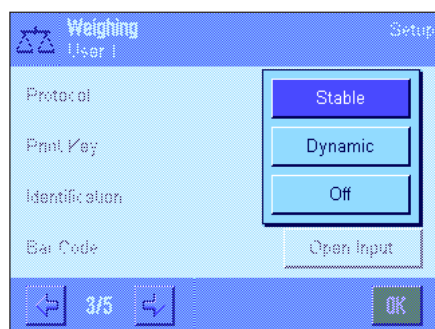 Weighing
Setup
User 1
Protocol
Stable
Print Key
Dynamic
Identification
Off
Bar Code
Open Input
3/5
OK